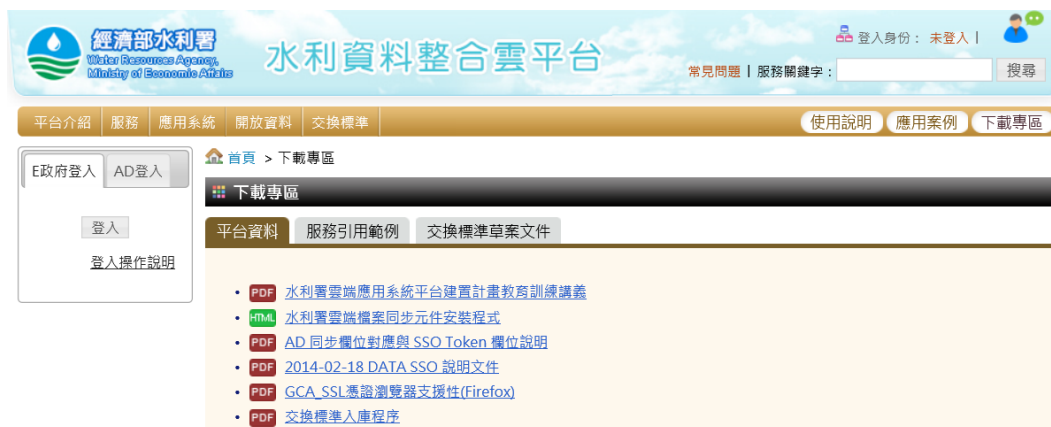 經濟部水利署
Water Resources Agency,
Ministry of Economic Affairs
水利資料整合雲平台
登入身份： 未登入 |
常見問題 | 服務關鍵字：
搜尋
平台介紹 服務 應用系統 開放資料 交換標準
使用說明 應用案例 下載專區
E政府登入 AD登入
登入
登入操作說明
首頁 > 下載專區
下載專區
平台資料 服務引用範例 交換標準草案文件
PDF 水利署雲端應用系統平台建置計畫教育訓練講義
HTML 水利署雲端檔案同步元件安裝程式
PDF AD 同步欄位對應與 SSO Token 欄位說明
PDF 2014-02-18 DATA SSO 說明文件
PDF GCA_SSL憑證瀏覽器支援性(Firefox)
PDF 交換標準入庫程序